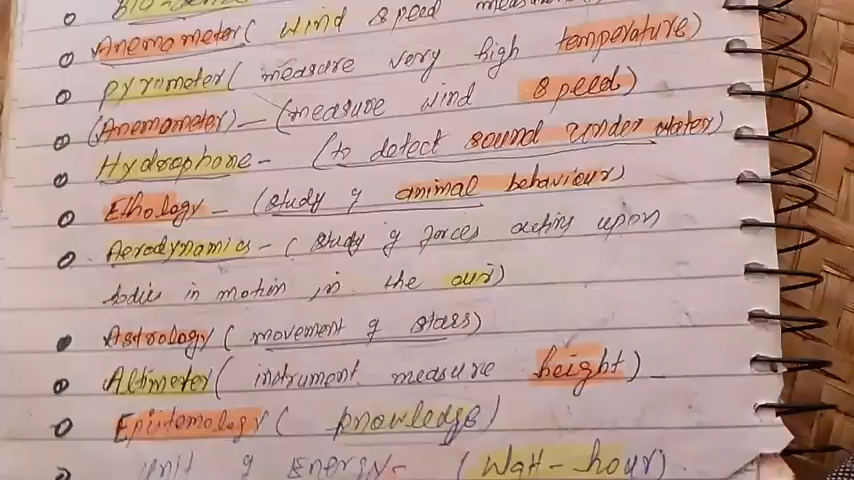 Anemometer( wind speed
pyrometer( measure very high temperature)
(Anemometer)- (measure wind speed)
Hydrophone- (to detect sound under water)
Ethology- (study of animal behaviour)
Aerodynamics- ( study of forces acting upon
bodies in motion in the air)
Astrology( movement of stars)
Altimeter( instrument measure height)
Epistomology( knowledge)
unit of Energy- (Watt-hour)